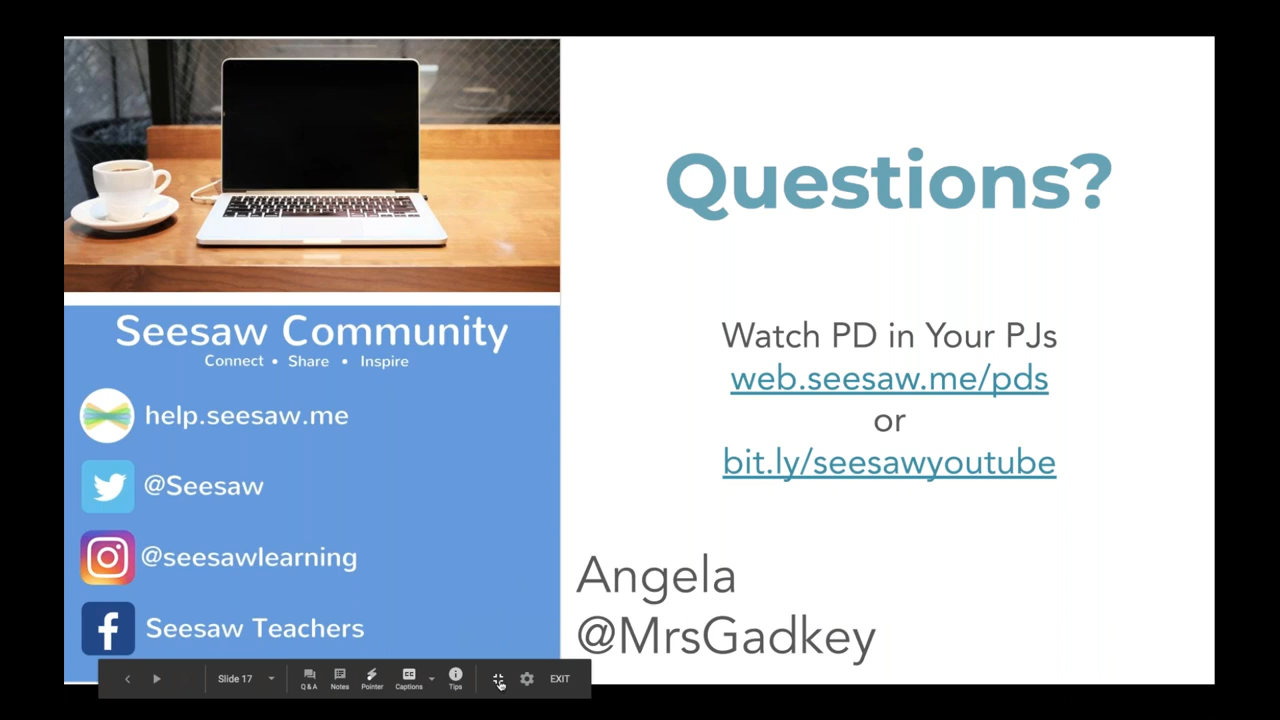 Questions?
Watch PD in Your PJs
web.seesaw.me/pds
or
bit.ly/seesawyoutube
Seesaw Community
Connect • Share • Inspire
help.seesaw.me
@Seesaw
@seesawlearning
Seesaw Teachers
Angela
@MrsGadkey
Slide 17
Q & A
Notes
Pointer
CC
Captions
Tips
EXIT